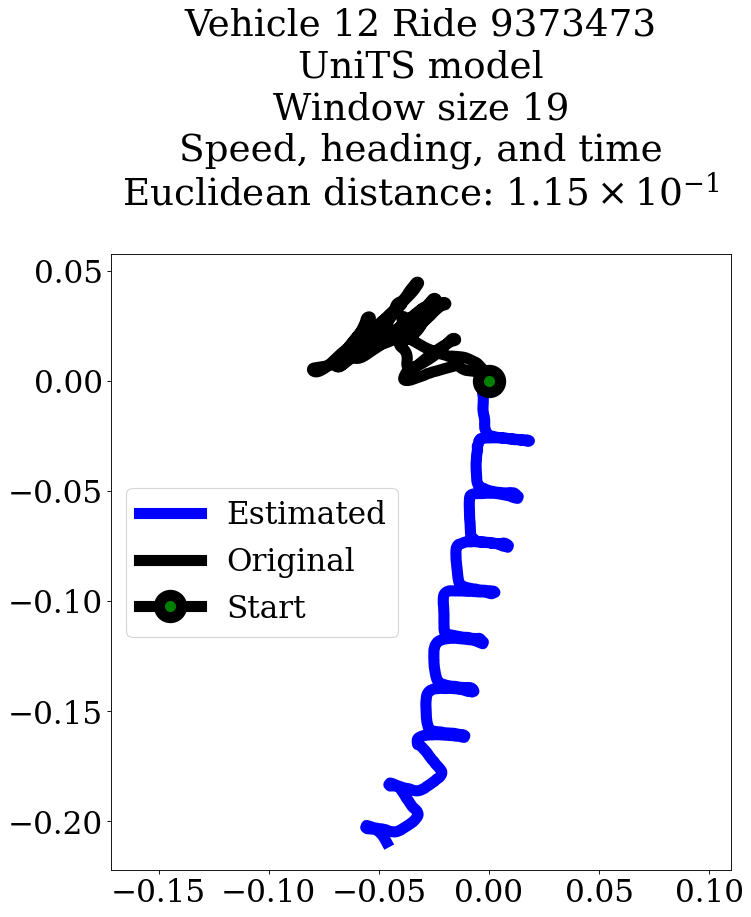 Vehicle 12 Ride 9373473
UniTS model
Window size 19
Speed, heading, and time
Euclidean distance: 1.15 × 10⁻¹
0.05
0.00
−0.05
−0.10
−0.15
−0.20
Estimated
Original
Start
−0.15 −0.10 −0.05 0.00 0.05 0.10